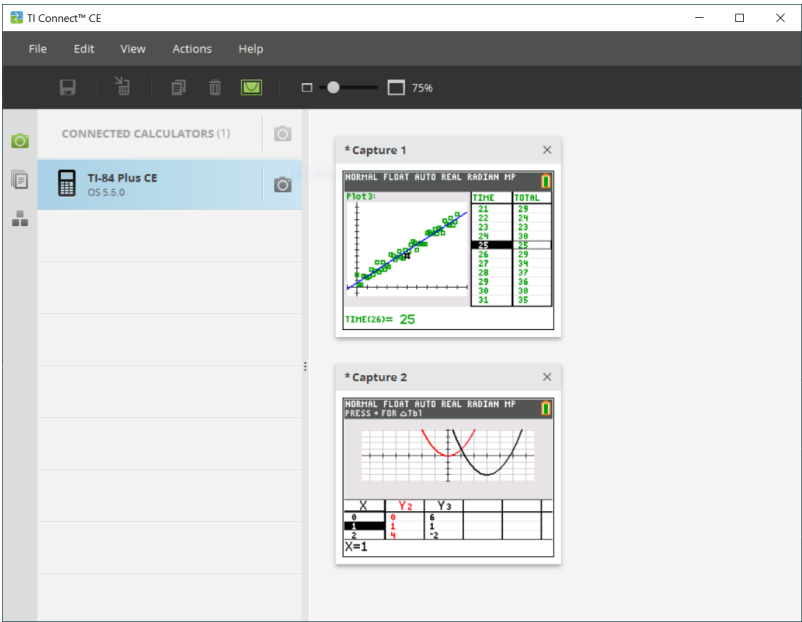 TI Connect™ CE
File Edit View Actions Help
75%
CONNECTED CALCULATORS (1)
TI-84 Plus CE
OS 5.6.0
*Capture 1
NORMAL FLOAT AUTO REAL RADIAN MP
Plot3:
TIME TOTAL
21 29
22 24
23 23
24 30
25 25
26 29
27 34
28 37
29 36
30 30
31 35
TIME(26)= 25
*Capture 2
NORMAL FLOAT AUTO REAL RADIAN MP
PRESS + FOR △Tb1
X Y2 Y3
0 0 6
1 1 1
2 4 -2
X=1